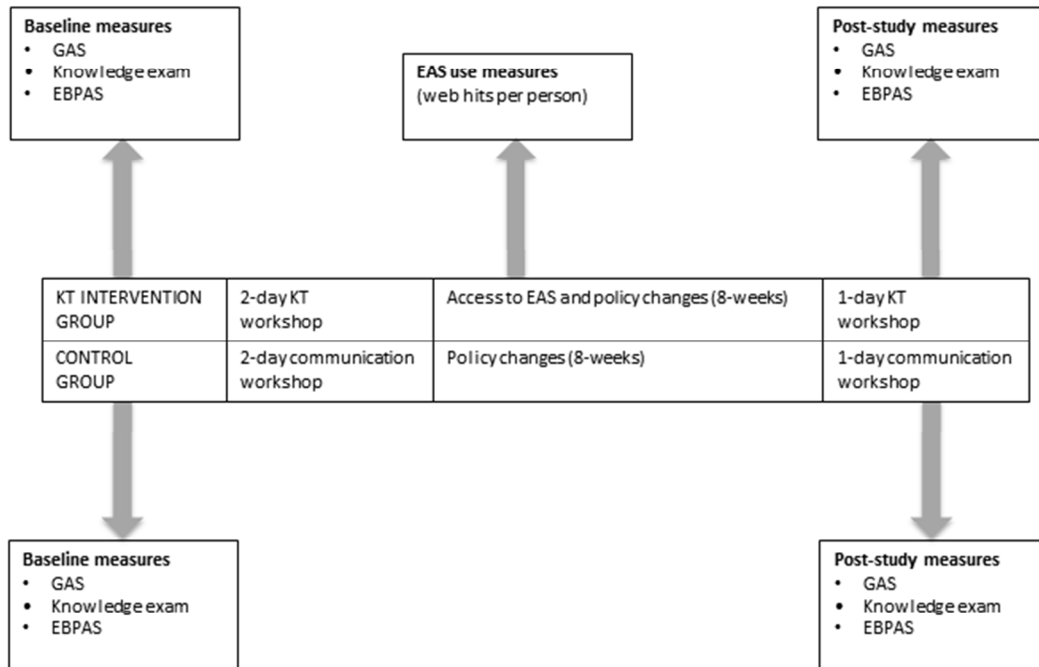 Baseline measures
• GAS
• Knowledge exam
• EBPAS
EAS use measures
(web hits per person)
Post-study measures
• GAS
• Knowledge exam
• EBPAS
KT INTERVENTION
GROUP
2-day KT
workshop
Access to EAS and policy changes (8-weeks)
1-day KT
workshop
CONTROL
GROUP
2-day communication
workshop
Policy changes (8-weeks)
1-day communication
workshop
Baseline measures
• GAS
• Knowledge exam
• EBPAS
Post-study measures
• GAS
• Knowledge exam
• EBPAS